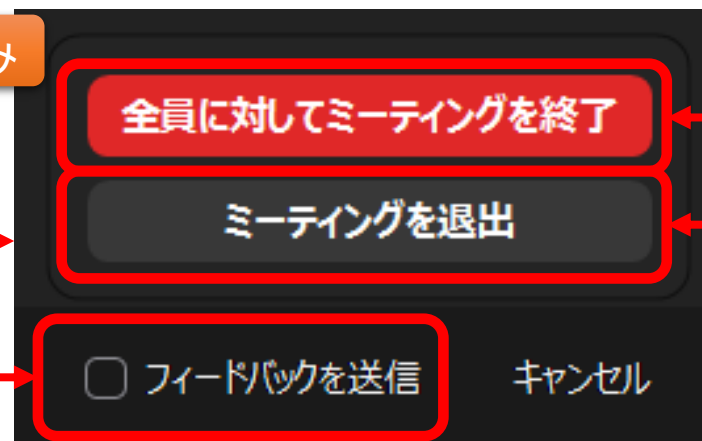 み
全員に対してミーティングを終了
ミーティングを退出
フィードバックを送信 キャンセル